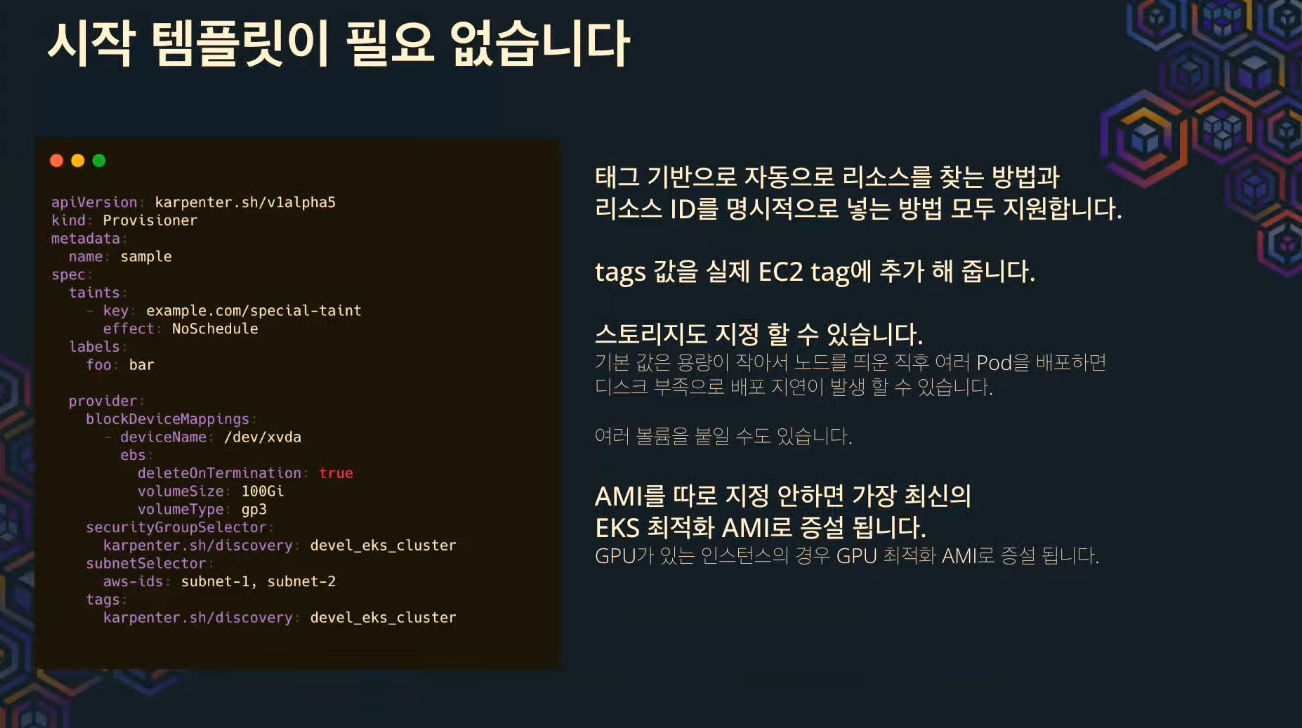 시작 템플릿이 필요 없습니다
apiVersion: karpenter.sh/v1alpha5
kind: Provisioner
metadata:
  name: sample
spec:
  taints:
    - key: example.com/special-taint
      effect: NoSchedule
  labels:
    foo: bar
  provider:
    blockDeviceMappings:
      - deviceName: /dev/xvda
        ebs:
          deleteOnTermination: true
          volumeSize: 100Gi
          volumeType: gp3
    securityGroupSelector:
      karpenter.sh/discovery: devel_eks_cluster
    subnetSelector:
      aws-ids: subnet-1, subnet-2
    tags:
      karpenter.sh/discovery: devel_eks_cluster
태그 기반으로 자동으로 리소스를 찾는 방법과
리소스 ID를 명시적으로 넣는 방법 모두 지원합니다.
tags 값을 실제 EC2 tag에 추가 해 줍니다.
스토리지도 지정 할 수 있습니다.
기본 값은 용량이 작아서 노드를 띄운 직후 여러 Pod을 배포하면
디스크 부족으로 배포 지연이 발생 할 수 있습니다.
여러 볼륨을 붙일 수도 있습니다.
AMI를 따로 지정 안하면 가장 최신의
EKS 최적화 AMI로 증설 됩니다.
GPU가 있는 인스턴스의 경우 GPU 최적화 AMI로 증설 됩니다.